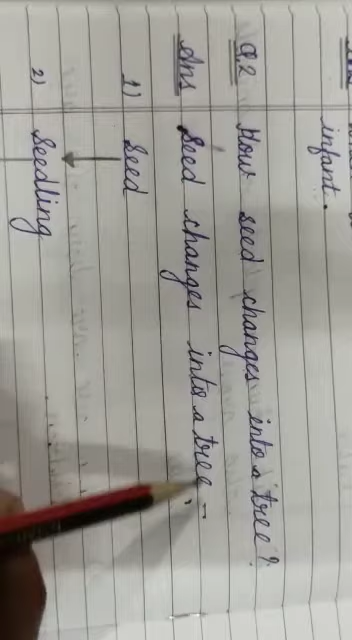 infant.
Q.2 How seed changes into a tree?
Ans Seed changes into a tree -
1) Seed
2) Seedling